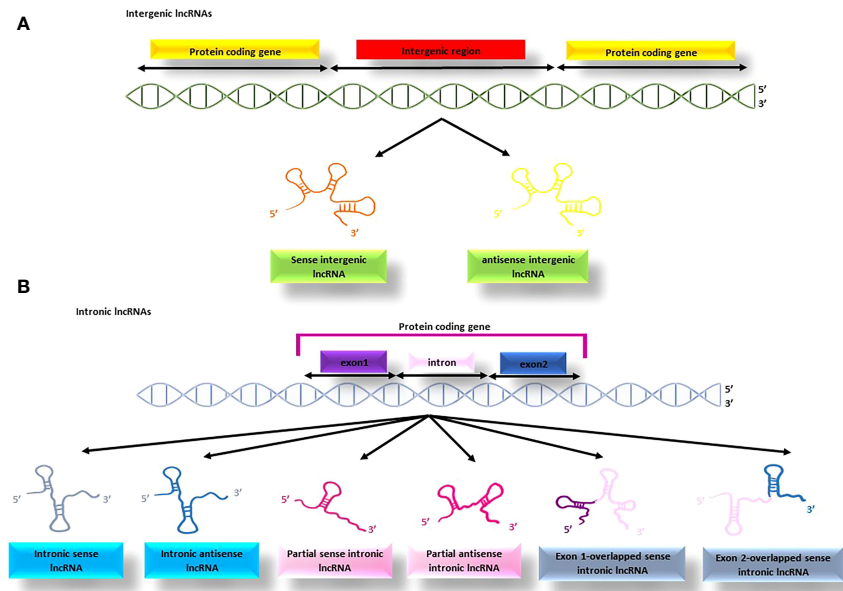 Intergenic lncRNAs
A
Protein coding gene
Intergenic region
Protein coding gene
5’
3’
5’
3’
5’
3’
Sense intergenic
lncRNA
antisense intergenic
lncRNA
B
Intronic lncRNAs
Protein coding gene
exon1
intron
exon2
5’
3’
5’
3’
5’
3’
5’
3’
5’
3’
5’
3’
5’
3’
Intronic sense
lncRNA
Intronic antisense
lncRNA
Partial sense intronic
lncRNA
Partial antisense
intronic lncRNA
Exon 1-overlapped sense
intronic lncRNA
Exon 2-overlapped sense
intronic lncRNA